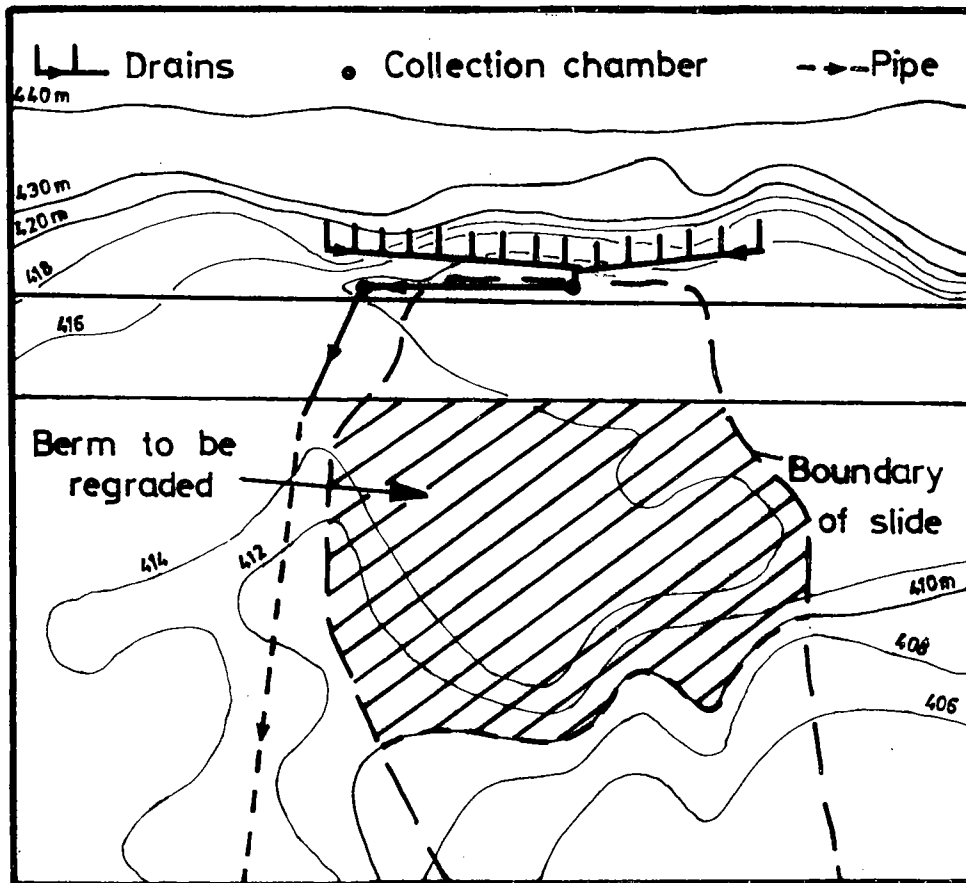 Drains
Collection chamber
Pipe
440m
430m
420m
418
416
Berm to be
regraded
Boundary
of slide
414
412
410m
408
406